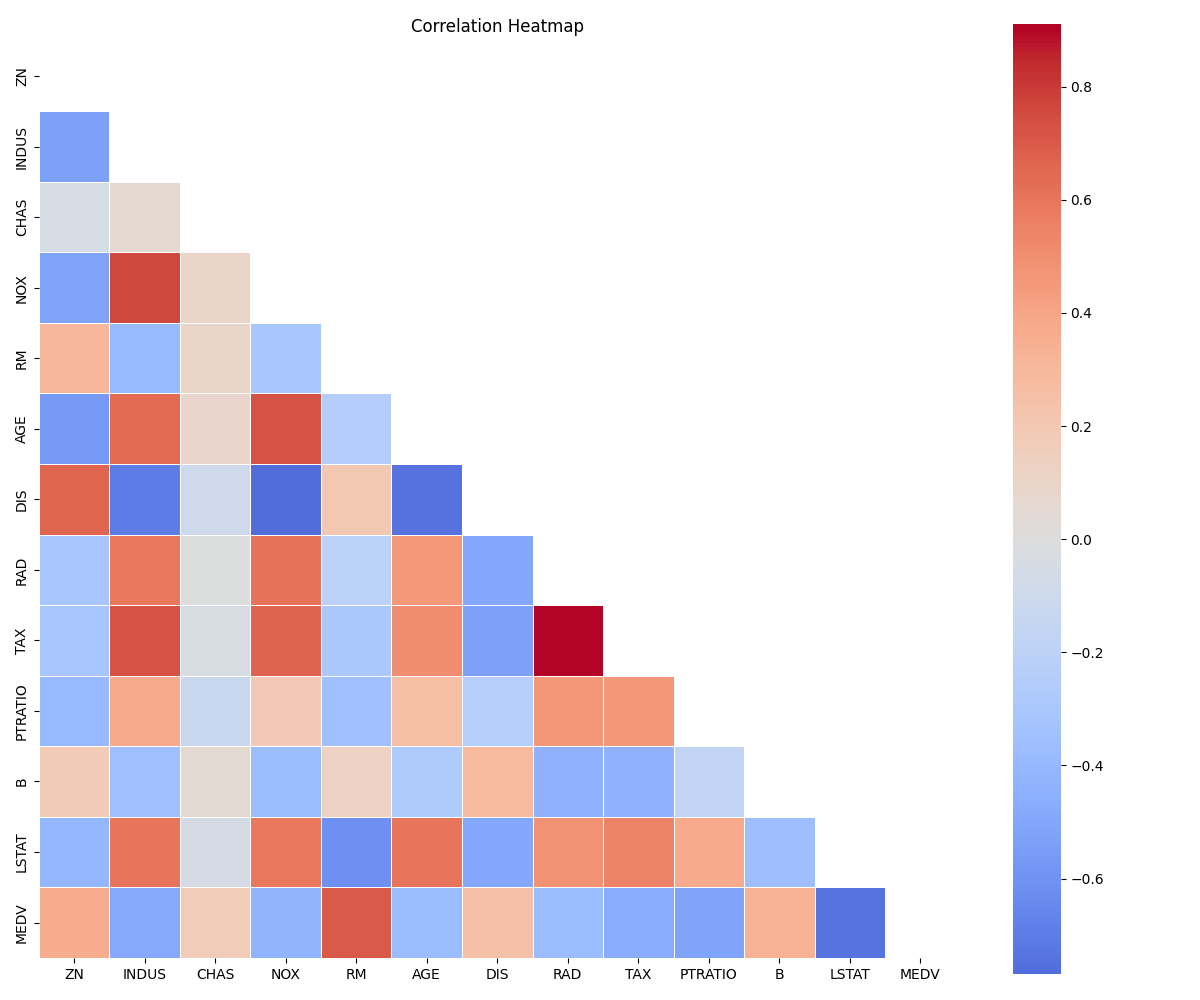 Correlation Heatmap
ZN
INDUS
CHAS
NOX
RM
AGE
DIS
RAD
TAX
PTRATIO
B
LSTAT
MEDV
ZN INDUS CHAS NOX RM AGE DIS RAD TAX PTRATIO B LSTAT MEDV
0.8
0.6
0.4
0.2
0.0
−0.2
−0.4
−0.6